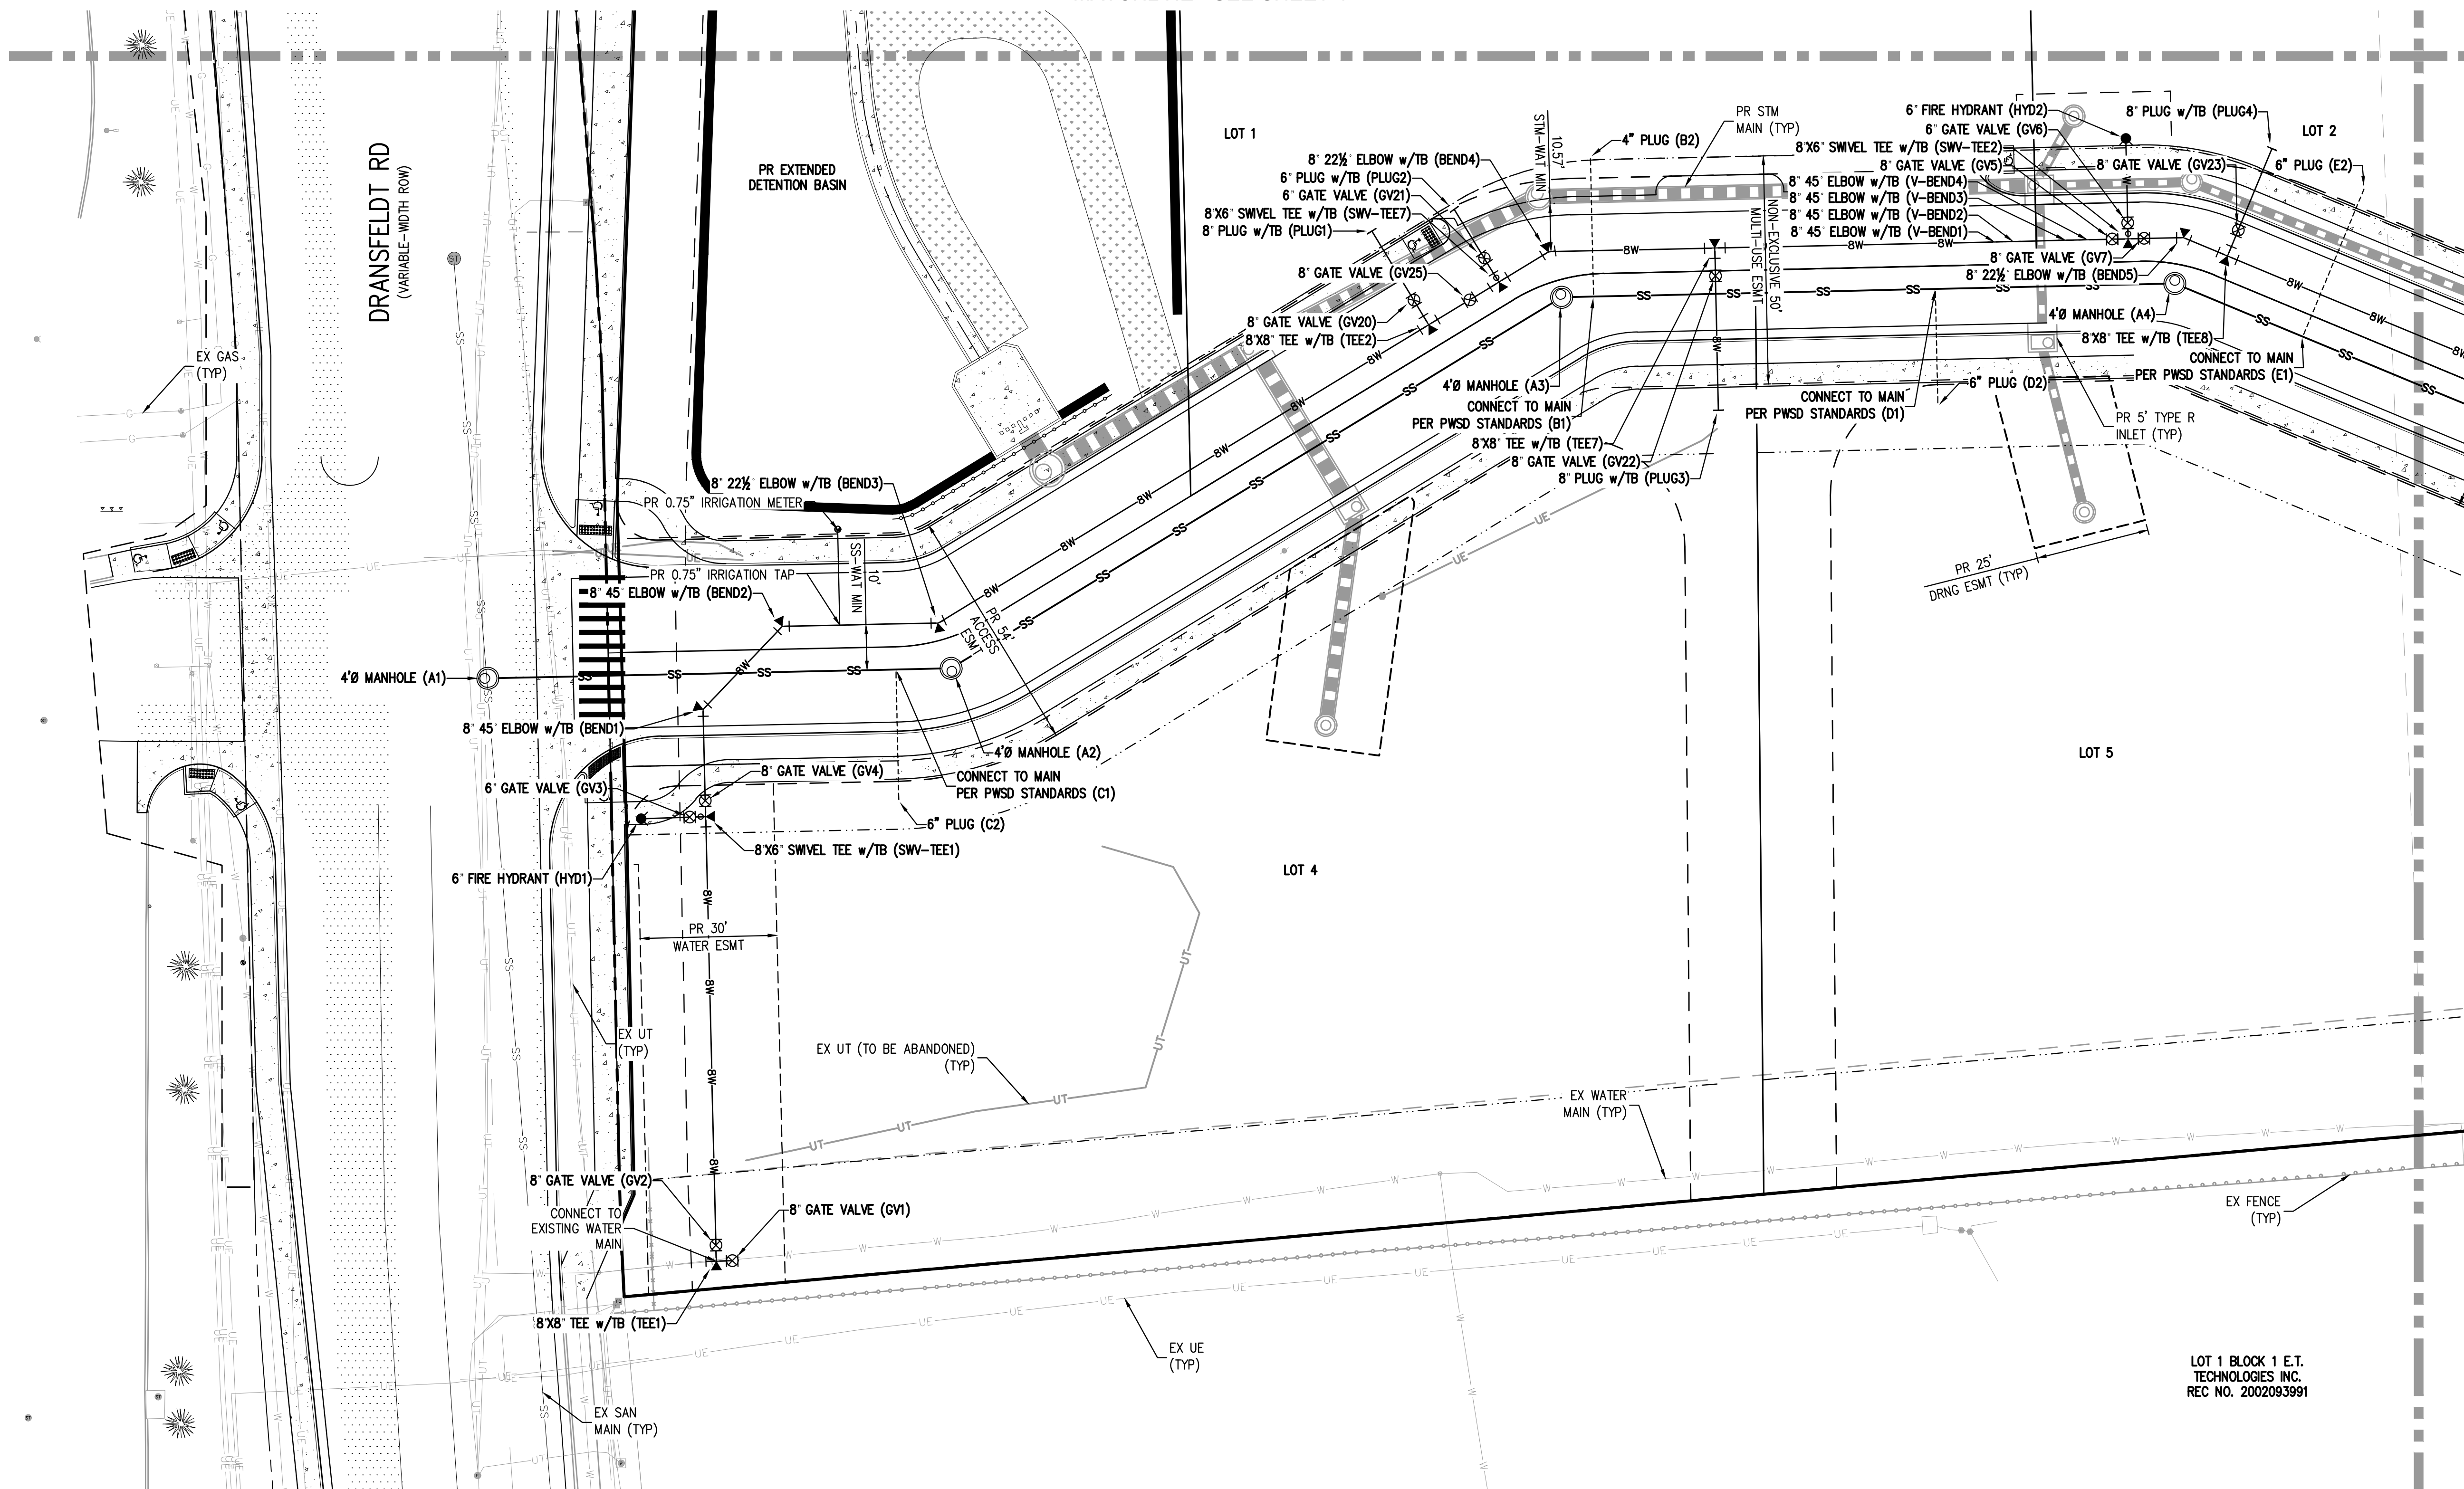 DRANSFELDT RD
(VARIABLE-WIDTH ROW)
EX GAS
(TYP)
PR EXTENDED
DETENTION BASIN
LOT 1
8" 22½° ELBOW w/TB (BEND4)
6" PLUG w/TB (PLUG2)
6" GATE VALVE (GV21)
8"X6" SWIVEL TEE w/TB (SWV-TEE7)
8" PLUG w/TB (PLUG1)
8" GATE VALVE (GV25)
8" GATE VALVE (GV20)
8"X8" TEE w/TB (TEE2)
STM-WAT MIN
10.57'
4" PLUG (B2)
PR STM
MAIN (TYP)
NON-EXCLUSIVE 50'
MULTI-USE ESMT
6" FIRE HYDRANT (HYD2)
6" GATE VALVE (GV6)
8"X6" SWIVEL TEE w/TB (SWV-TEE2)
8" GATE VALVE (GV5)
8" 45° ELBOW w/TB (V-BEND4)
8" 45° ELBOW w/TB (V-BEND3)
8" 45° ELBOW w/TB (V-BEND2)
8" 45° ELBOW w/TB (V-BEND1)
8" GATE VALVE (GV7)
8" 22½° ELBOW w/TB (BEND5)
8" PLUG w/TB (PLUG4)
LOT 2
8" GATE VALVE (GV23)
6" PLUG (E2)
4'Ø MANHOLE (A4)
8"X8" TEE w/TB (TEE8)
CONNECT TO MAIN
PER PWSD STANDARDS (E1)
4'Ø MANHOLE (A3)
CONNECT TO MAIN
PER PWSD STANDARDS (B1)
8"X8" TEE w/TB (TEE7)
8" GATE VALVE (GV22)
8" PLUG w/TB (PLUG3)
6" PLUG (D2)
CONNECT TO MAIN
PER PWSD STANDARDS (D1)
PR 5' TYPE R
INLET (TYP)
PR 25'
DRNG ESMT (TYP)
8" 22½° ELBOW w/TB (BEND3)
PR 0.75" IRRIGATION METER
PR 0.75" IRRIGATION TAP
8" 45° ELBOW w/TB (BEND2)
SS-WAT MIN
10'
PR 54'
ACCESS
ESMT
4'Ø MANHOLE (A1)
8" 45° ELBOW w/TB (BEND1)
4'Ø MANHOLE (A2)
8" GATE VALVE (GV4)
CONNECT TO MAIN
PER PWSD STANDARDS (C1)
6" GATE VALVE (GV3)
6" PLUG (C2)
8"X6" SWIVEL TEE w/TB (SWV-TEE1)
6" FIRE HYDRANT (HYD1)
LOT 4
LOT 5
PR 30'
WATER ESMT
EX UT
(TYP)
EX UT (TO BE ABANDONED)
(TYP)
EX WATER
MAIN (TYP)
8" GATE VALVE (GV2)
8" GATE VALVE (GV1)
CONNECT TO
EXISTING WATER
MAIN
8"X8" TEE w/TB (TEE1)
EX FENCE
(TYP)
EX UE
(TYP)
EX SAN
MAIN (TYP)
LOT 1 BLOCK 1 E.T.
TECHNOLOGIES INC.
REC NO. 2002093991